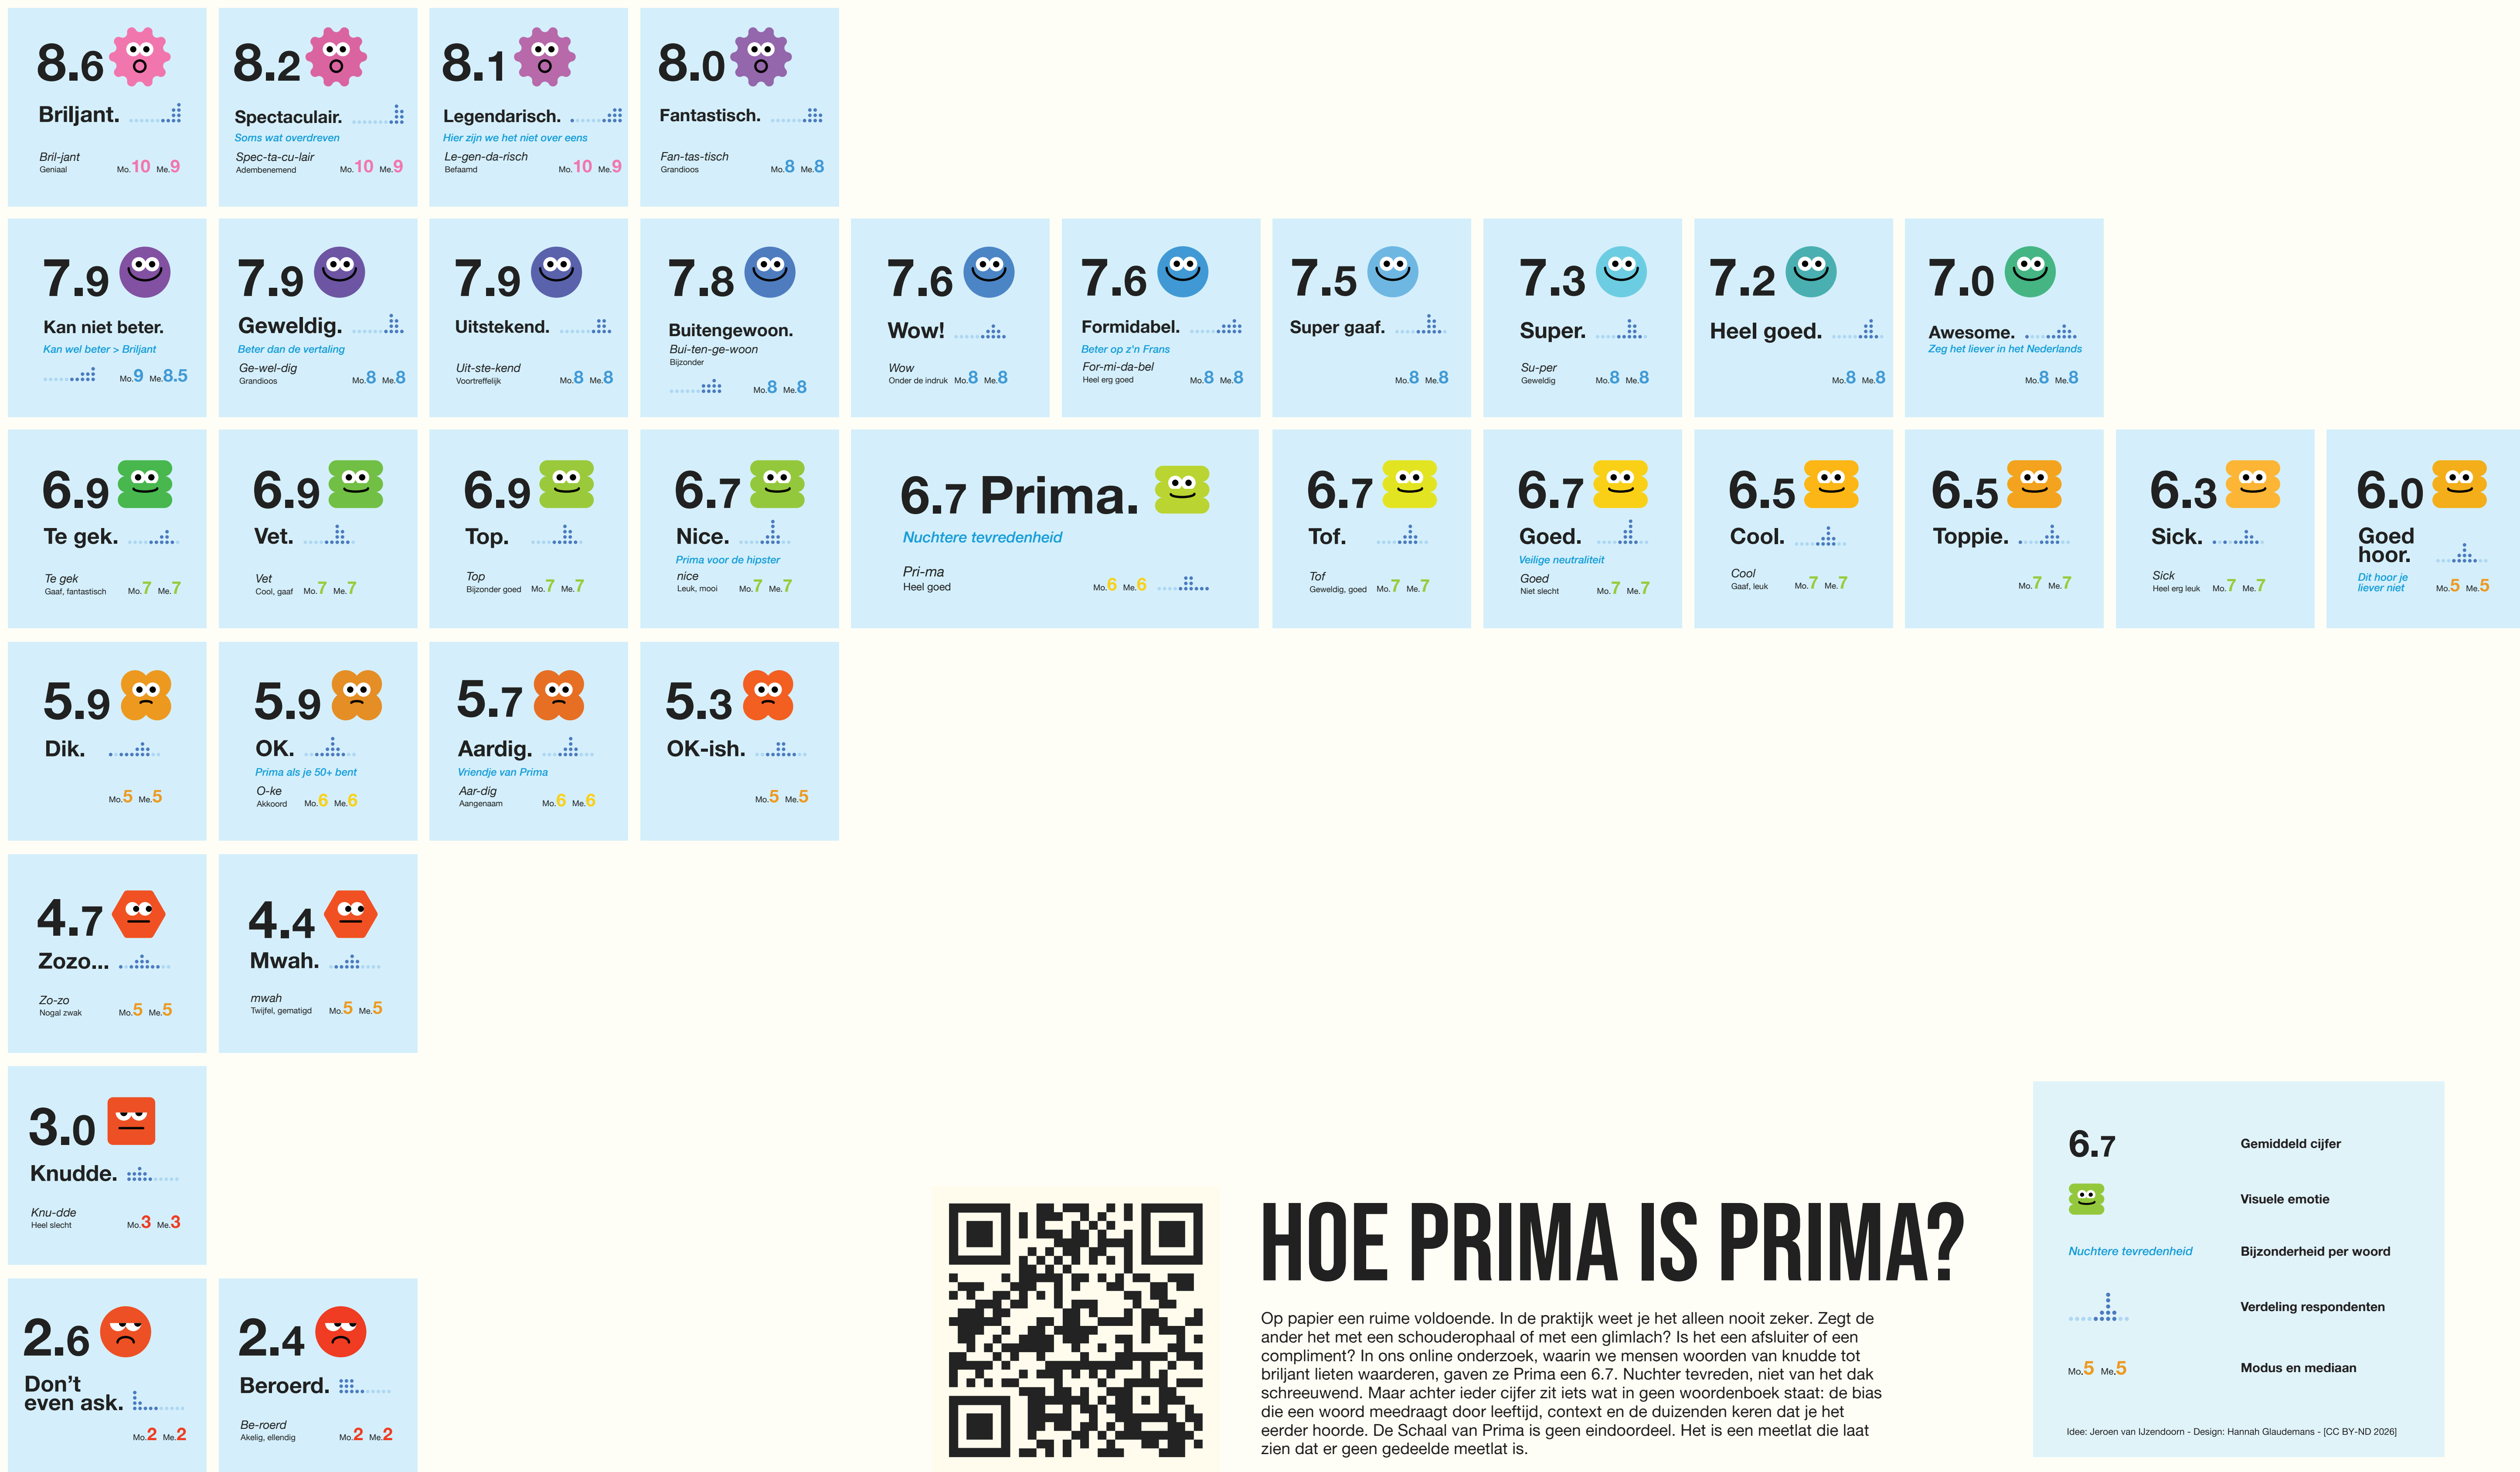 8.6
Briljant.
Bril-jant
Geniaal
Mo.10 Me.9
8.2
Spectaculair.
Soms wat overdreven
Spec-ta-cu-lair
Adembenemend
Mo.10 Me.9
8.1
Legendarisch.
Hier zijn we het niet over eens
Le-gen-da-risch
Befaamd
Mo.10 Me.9
8.0
Fantastisch.
Fan-tas-tisch
Grandioos
Mo.8 Me.8
7.9
Kan niet beter.
Kan wel beter > Briljant
Mo.9 Me.8.5
7.9
Geweldig.
Beter dan de vertaling
Ge-wel-dig
Grandioos
Mo.8 Me.8
7.9
Uitstekend.
Uit-ste-kend
Voortreffelijk
Mo.8 Me.8
7.8
Buitengewoon.
Bui-ten-ge-woon
Bijzonder
Mo.8 Me.8
7.6
Wow!
Wow
Onder de indruk Mo.8 Me.8
7.6
Formidabel.
Beter op z'n Frans
For-mi-da-bel
Heel erg goed
Mo.8 Me.8
7.5
Super gaaf.
Mo.8 Me.8
7.3
Super.
Su-per
Geweldig
Mo.8 Me.8
7.2
Heel goed.
Mo.8 Me.8
7.0
Awesome.
Zeg het liever in het Nederlands
Mo.8 Me.8
6.9
Te gek.
Te gek
Gaaf, fantastisch Mo.7 Me.7
6.9
Vet.
Vet
Cool, gaaf Mo.7 Me.7
6.9
Top.
Top
Bijzonder goed Mo.7 Me.7
6.7
Nice.
Prima voor de hipster
nice
Leuk, mooi Mo.7 Me.7
6.7 Prima.
Nuchtere tevredenheid
Pri-ma
Heel goed
Mo.6 Me.6
6.7
Tof.
Tof
Geweldig, goed Mo.7 Me.7
6.7
Goed.
Veilige neutraliteit
Goed
Niet slecht
Mo.7 Me.7
6.5
Cool.
Cool
Gaaf, leuk Mo.7 Me.7
6.5
Toppie.
Mo.7 Me.7
6.3
Sick.
Sick
Heel erg leuk Mo.7 Me.7
6.0
Goed
hoor.
Dit hoor je
liever niet
Mo.5 Me.5
5.9
Dik.
Mo.5 Me.5
5.9
OK.
Prima als je 50+ bent
O-ke
Akkoord
Mo.6 Me.6
5.7
Aardig.
Vriendje van Prima
Aar-dig
Aangenaam
Mo.6 Me.6
5.3
OK-ish.
Mo.5 Me.5
4.7
Zozo...
Zo-zo
Nogal zwak
Mo.5 Me.5
4.4
Mwah.
mwah
Twijfel, gematigd
Mo.5 Me.5
3.0
Knudde.
Knu-dde
Heel slecht
Mo.3 Me.3
2.6
Don't
even ask.
Mo.2 Me.2
2.4
Beroerd.
Be-roerd
Akelig, ellendig
Mo.2 Me.2
HOE PRIMA IS PRIMA?
Op papier een ruime voldoende. In de praktijk weet je het alleen nooit zeker. Zegt de
ander het met een schouderophaal of met een glimlach? Is het een afsluiter of een
compliment? In ons online onderzoek, waarin we mensen woorden van knudde tot
briljant lieten waarderen, gaven ze Prima een 6.7. Nuchter tevreden, niet van het dak
schreeuwend. Maar achter ieder cijfer zit iets wat in geen woordenboek staat: de bias
die een woord meedraagt door leeftijd, context en de duizenden keren dat je het
eerder hoorde. De Schaal van Prima is geen eindoordeel. Het is een meetlat die laat
zien dat er geen gedeelde meetlat is.
6.7 Gemiddeld cijfer
Visuele emotie
Nuchtere tevredenheid Bijzonderheid per woord
Verdeling respondenten
Mo.5 Me.5 Modus en mediaan
Idee: Jeroen van IJzendoorn - Design: Hannah Glaudemans - [CC BY-ND 2026]